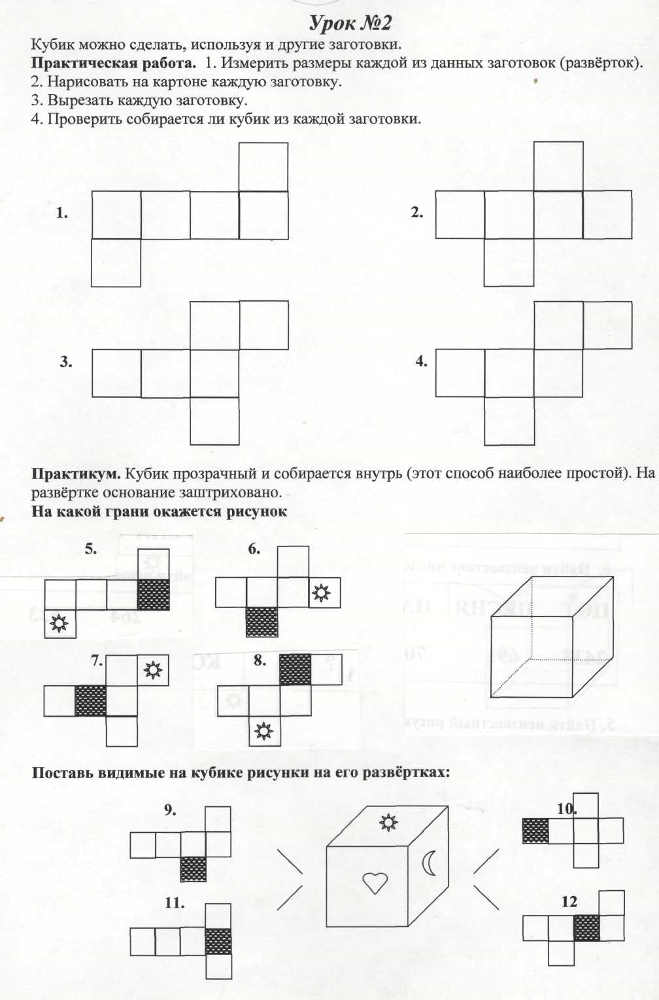 Урок №2
Кубик можно сделать, используя и другие заготовки.
Практическая работа. 1. Измерить размеры каждой из данных заготовок (развёрток).
2. Нарисовать на картоне каждую заготовку.
3. Вырезать каждую заготовку.
4. Проверить собирается ли кубик из каждой заготовки.
1.
2.
3.
4.
Практикум. Кубик прозрачный и собирается внутрь (этот способ наиболее простой). На
развёртке основание заштриховано.
На какой грани окажется рисунок
5.
6.
7.
8.
Поставь видимые на кубике рисунки на его развёртках:
9.
10.
11.
12